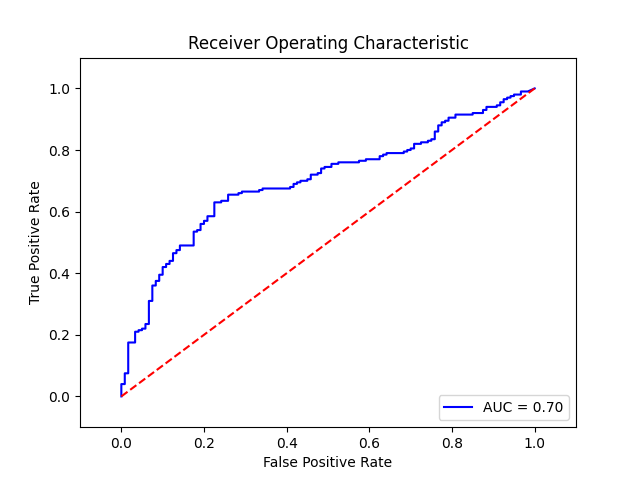 Receiver Operating Characteristic
True Positive Rate
1.0
0.8
0.6
0.4
0.2
0.0
AUC = 0.70
0.0 0.2 0.4 0.6 0.8 1.0
False Positive Rate